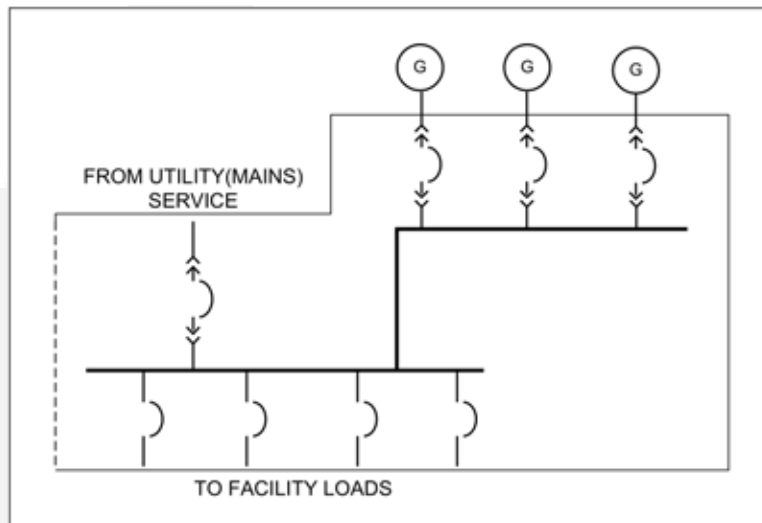 G G G
FROM UTILITY(MAINS)
SERVICE
TO FACILITY LOADS